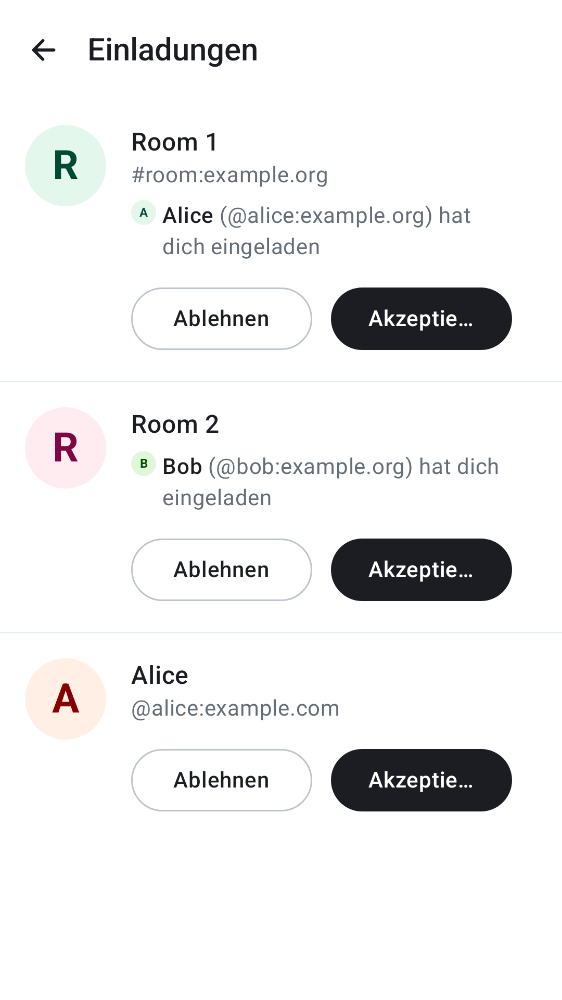 Einladungen
R
Room 1
#room:example.org
A Alice (@alice:example.org) hat
dich eingeladen
Ablehnen Akzeptie…
R
Room 2
B Bob (@bob:example.org) hat dich
eingeladen
Ablehnen Akzeptie…
A
Alice
@alice:example.com
Ablehnen Akzeptie…